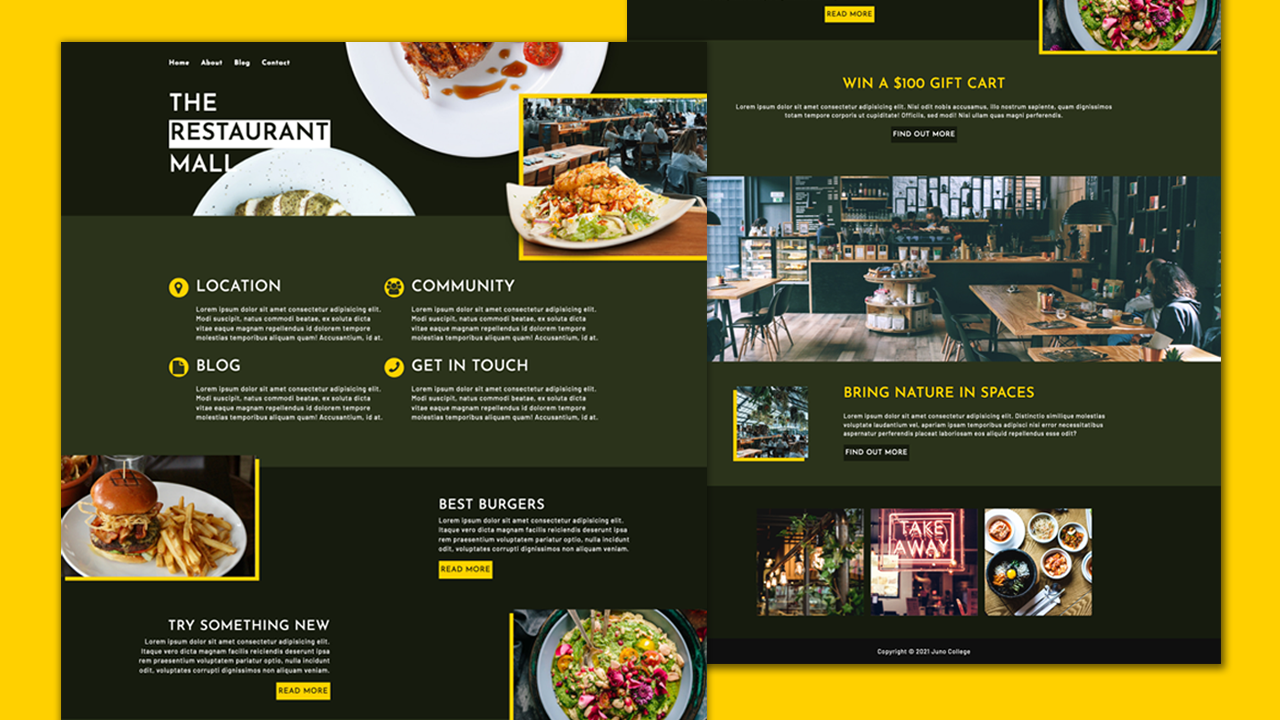 Home About Blog Contact
THE
RESTAURANT
MALL
LOCATION
Lorem ipsum dolor sit amet consectetur adipisicing elit.
Modi suscipit, natus commodi beatae, ex soluta dicta
vitae eaque magnam repellendus id dolorem tempore
molestias temporibus aliquam quam! Accusantium, id at.
COMMUNITY
Lorem ipsum dolor sit amet consectetur adipisicing elit.
Modi suscipit, natus commodi beatae, ex soluta dicta
vitae eaque magnam repellendus id dolorem tempore
molestias temporibus aliquam quam! Accusantium, id at.
BLOG
Lorem ipsum dolor sit amet consectetur adipisicing elit.
Modi suscipit, natus commodi beatae, ex soluta dicta
vitae eaque magnam repellendus id dolorem tempore
molestias temporibus aliquam quam! Accusantium, id at.
GET IN TOUCH
Lorem ipsum dolor sit amet consectetur adipisicing elit.
Modi suscipit, natus commodi beatae, ex soluta dicta
vitae eaque magnam repellendus id dolorem tempore
molestias temporibus aliquam quam! Accusantium, id at.
BEST BURGERS
Lorem ipsum dolor sit amet consectetur adipisicing elit.
Itaque vero dicta magnam facilis reiciendis deserunt ipsa
rem praesentium voluptatem pariatur optio, nulla incidunt
odit, voluptates corrupti dignissimos non aliquam veniam.
READ MORE
TRY SOMETHING NEW
Lorem ipsum dolor sit amet consectetur adipisicing elit.
Itaque vero dicta magnam facilis reiciendis deserunt ipsa
rem praesentium voluptatem pariatur optio, nulla incidunt
odit, voluptates corrupti dignissimos non aliquam veniam.
READ MORE
READ MORE
WIN A $100 GIFT CART
Lorem ipsum dolor sit amet consectetur adipisicing elit. Nisi odit nobis accusamus, illo nostrum sapiente, quam dignissimos
totam tempore corporis ut cupiditate! Officiis, sed modi! Nisi ullam quas magni perferendis.
FIND OUT MORE
BRING NATURE IN SPACES
Lorem ipsum dolor sit amet consectetur adipisicing elit. Distinctio similique molestias
voluptate laudantium vel, aperiam ipsam temporibus adipisci nisi error necessitatibus
aspernatur perferendis placeat laboriosam eos aliquid repellendus esse odit?
FIND OUT MORE
TAKE
AWAY
Copyright © 2021 Juno College